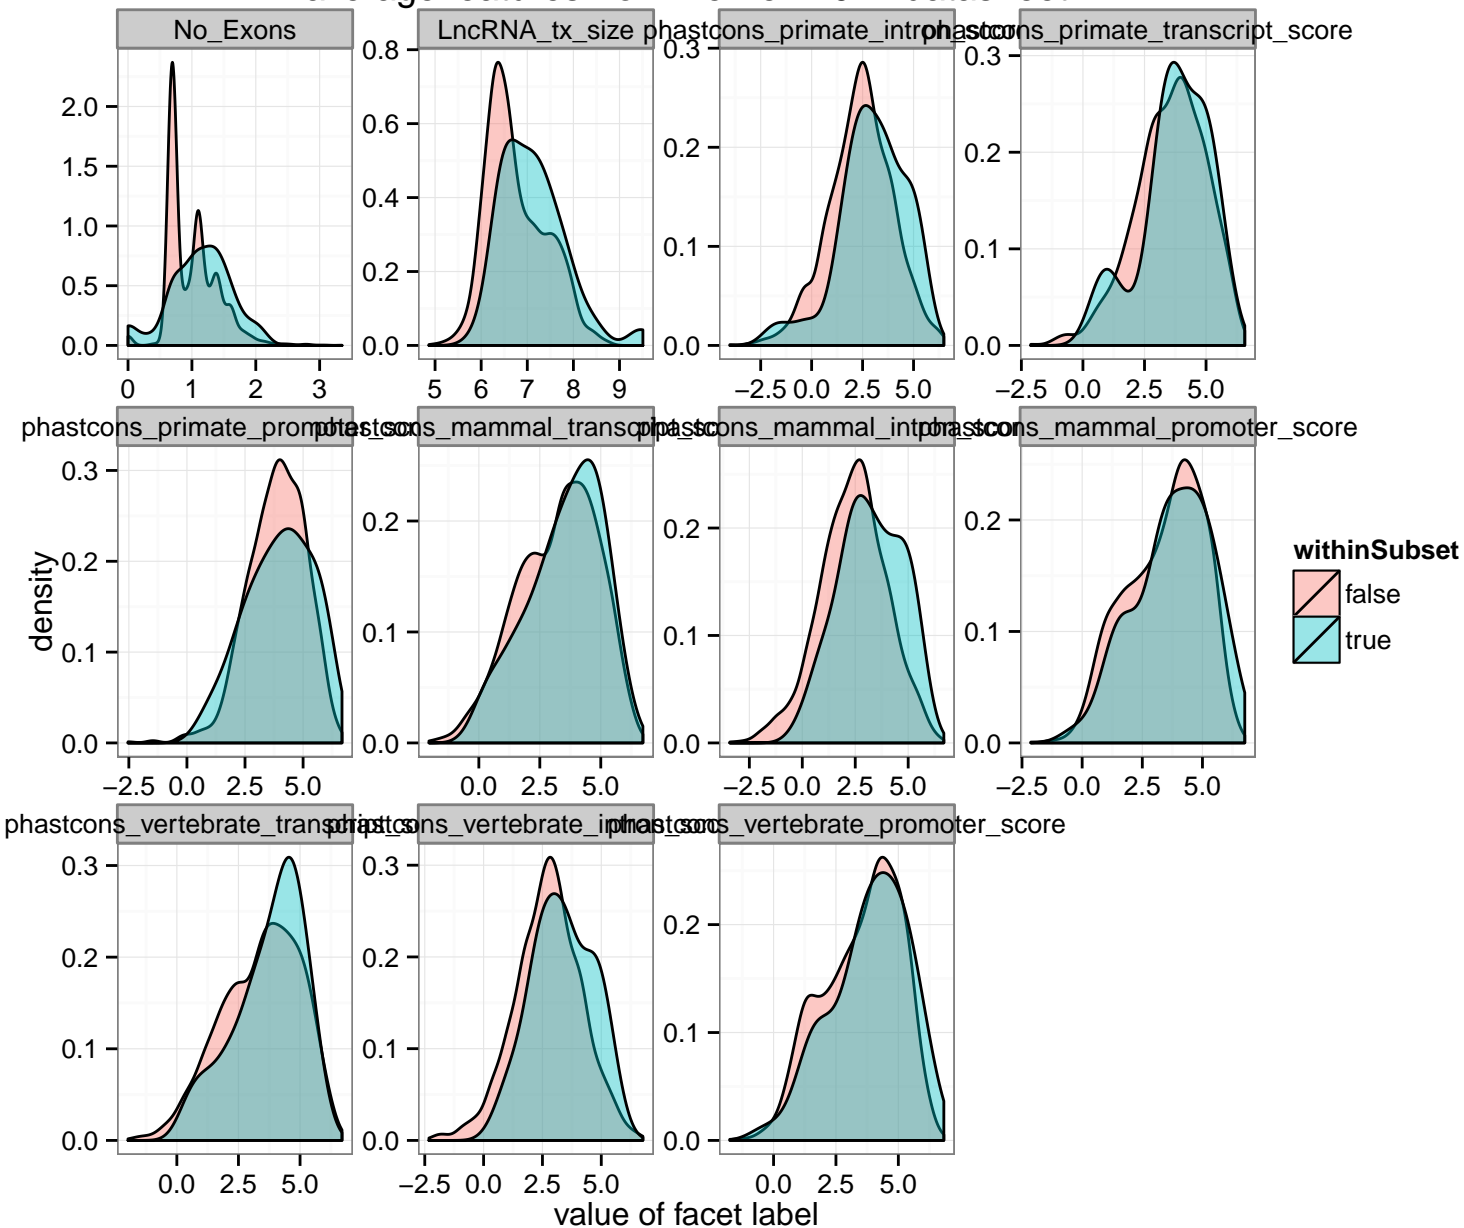 No_Exons
LncRNA_tx_size
phastcons_primate_intron_score
phastcons_primate_transcript_score
2.0
1.5
1.0
0.5
0.0
0 1 2 3
0.8
0.6
0.4
0.2
0.0
5 6 7 8 9
0.3
0.2
0.1
0.0
−2.5 0.0 2.5 5.0
0.3
0.2
0.1
0.0
−2.5 0.0 2.5 5.0
phastcons_primate_promoter_score
phastcons_mammal_transcript_score
phastcons_mammal_intron_score
phastcons_mammal_promoter_score
0.3
0.2
0.1
0.0
−2.5 0.0 2.5 5.0
0.2
0.1
0.0
0.0 2.5 5.0
0.2
0.1
0.0
−2.5 0.0 2.5 5.0
0.2
0.1
0.0
−2.5 0.0 2.5 5.0
phastcons_vertebrate_transcript_score
phastcons_vertebrate_intron_score
phastcons_vertebrate_promoter_score
0.3
0.2
0.1
0.0
0.0 2.5 5.0
0.3
0.2
0.1
0.0
−2.5 0.0 2.5 5.0
0.2
0.1
0.0
0.0 2.5 5.0
density
value of facet label
withinSubset
false
true